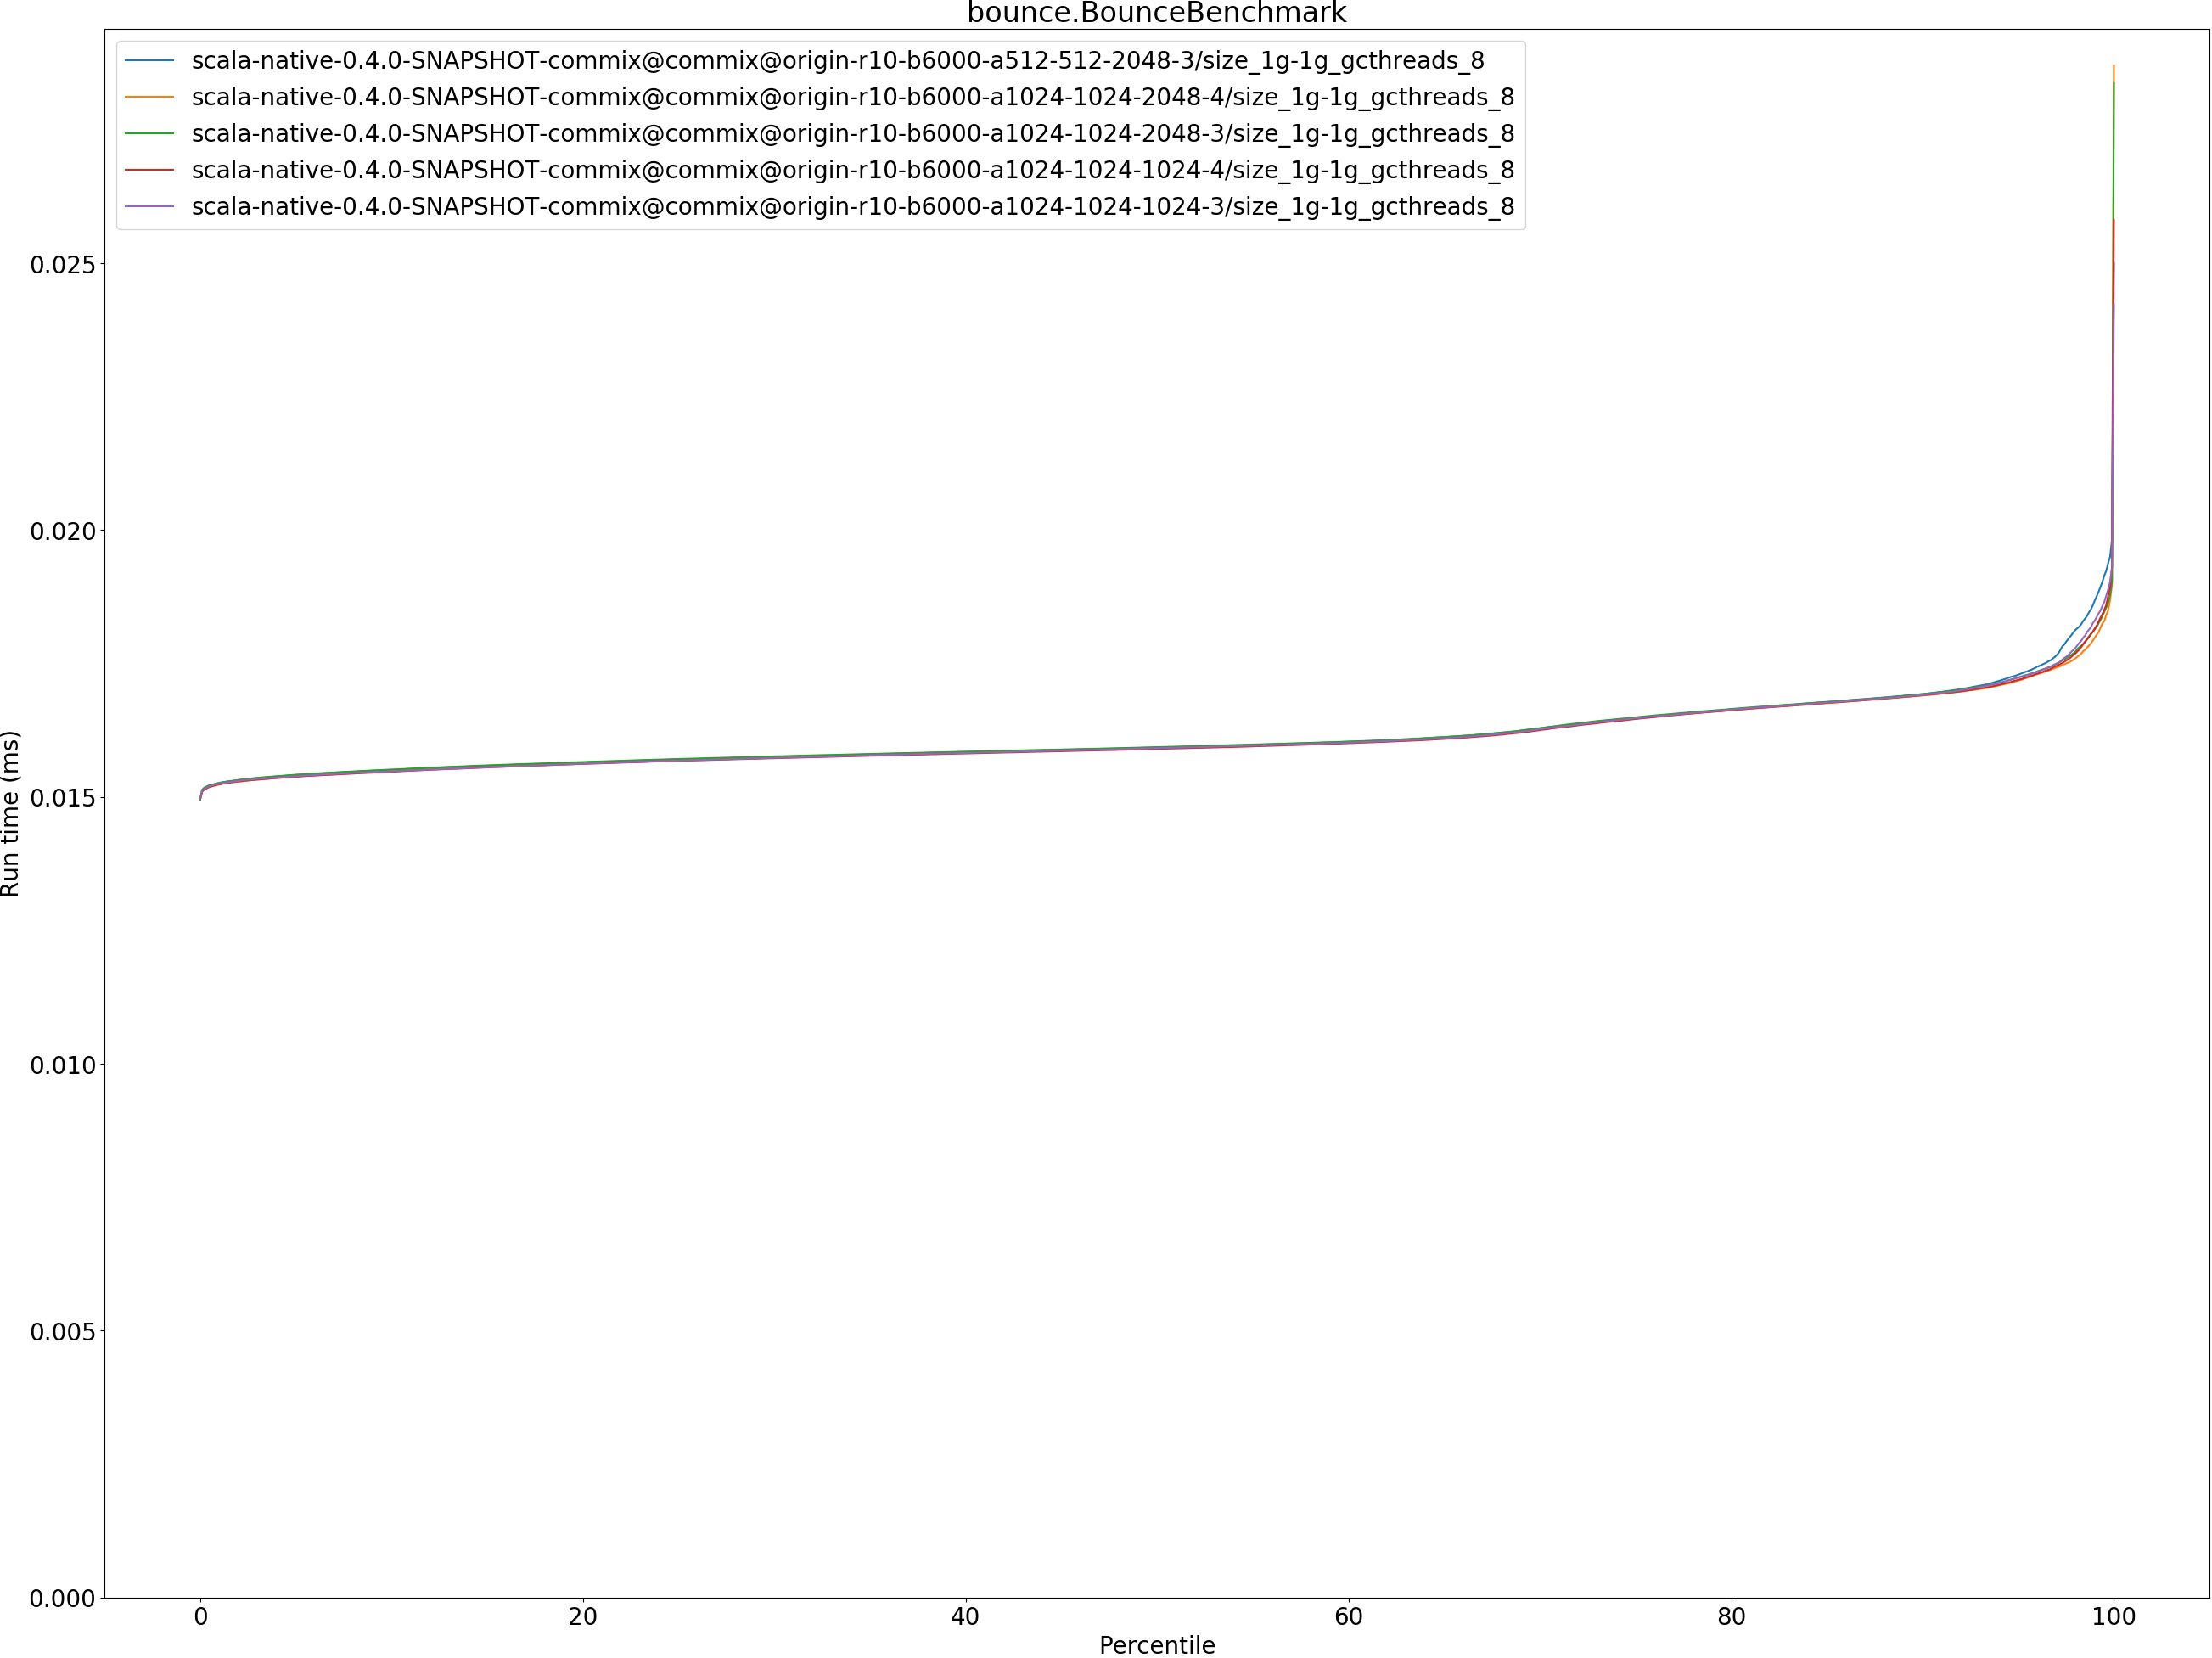 bounce.BounceBenchmark
scala-native-0.4.0-SNAPSHOT-commix@commix@origin-r10-b6000-a512-512-2048-3/size_1g-1g_gcthreads_8
scala-native-0.4.0-SNAPSHOT-commix@commix@origin-r10-b6000-a1024-1024-2048-4/size_1g-1g_gcthreads_8
scala-native-0.4.0-SNAPSHOT-commix@commix@origin-r10-b6000-a1024-1024-2048-3/size_1g-1g_gcthreads_8
scala-native-0.4.0-SNAPSHOT-commix@commix@origin-r10-b6000-a1024-1024-1024-4/size_1g-1g_gcthreads_8
scala-native-0.4.0-SNAPSHOT-commix@commix@origin-r10-b6000-a1024-1024-1024-3/size_1g-1g_gcthreads_8
0.025
0.020
0.015
0.010
0.005
0.000
Run time (ms)
0 20 40 60 80 100
Percentile